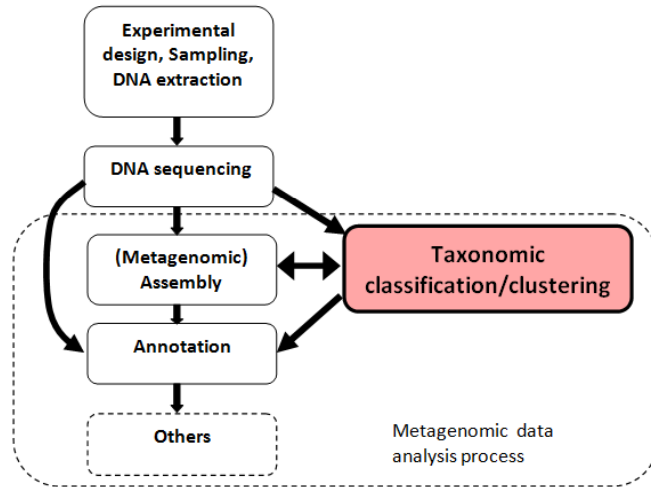 Experimental
design, Sampling,
DNA extraction
DNA sequencing
(Metagenomic)
Assembly
Taxonomic
classification/clustering
Annotation
Others
Metagenomic data
analysis process